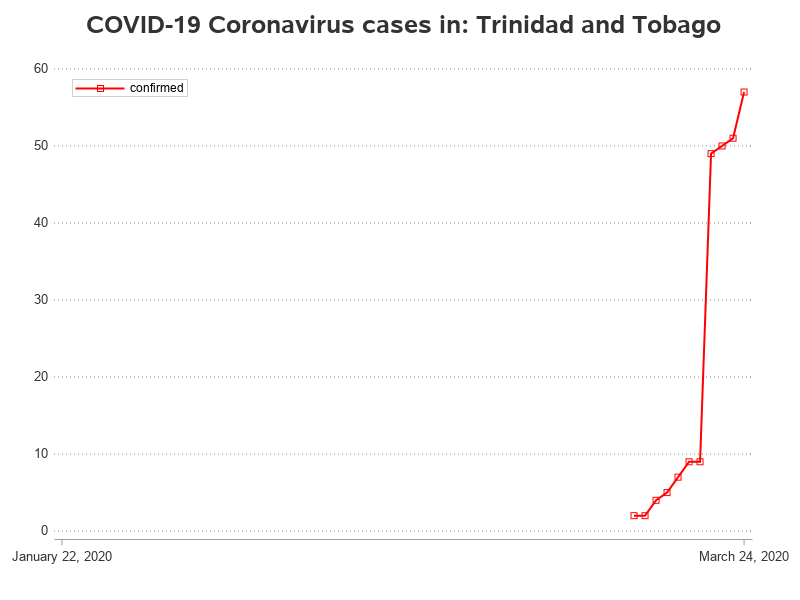 COVID-19 Coronavirus cases in: Trinidad and Tobago
60
confirmed
50
40
30
20
10
0
January 22, 2020
March 24, 2020